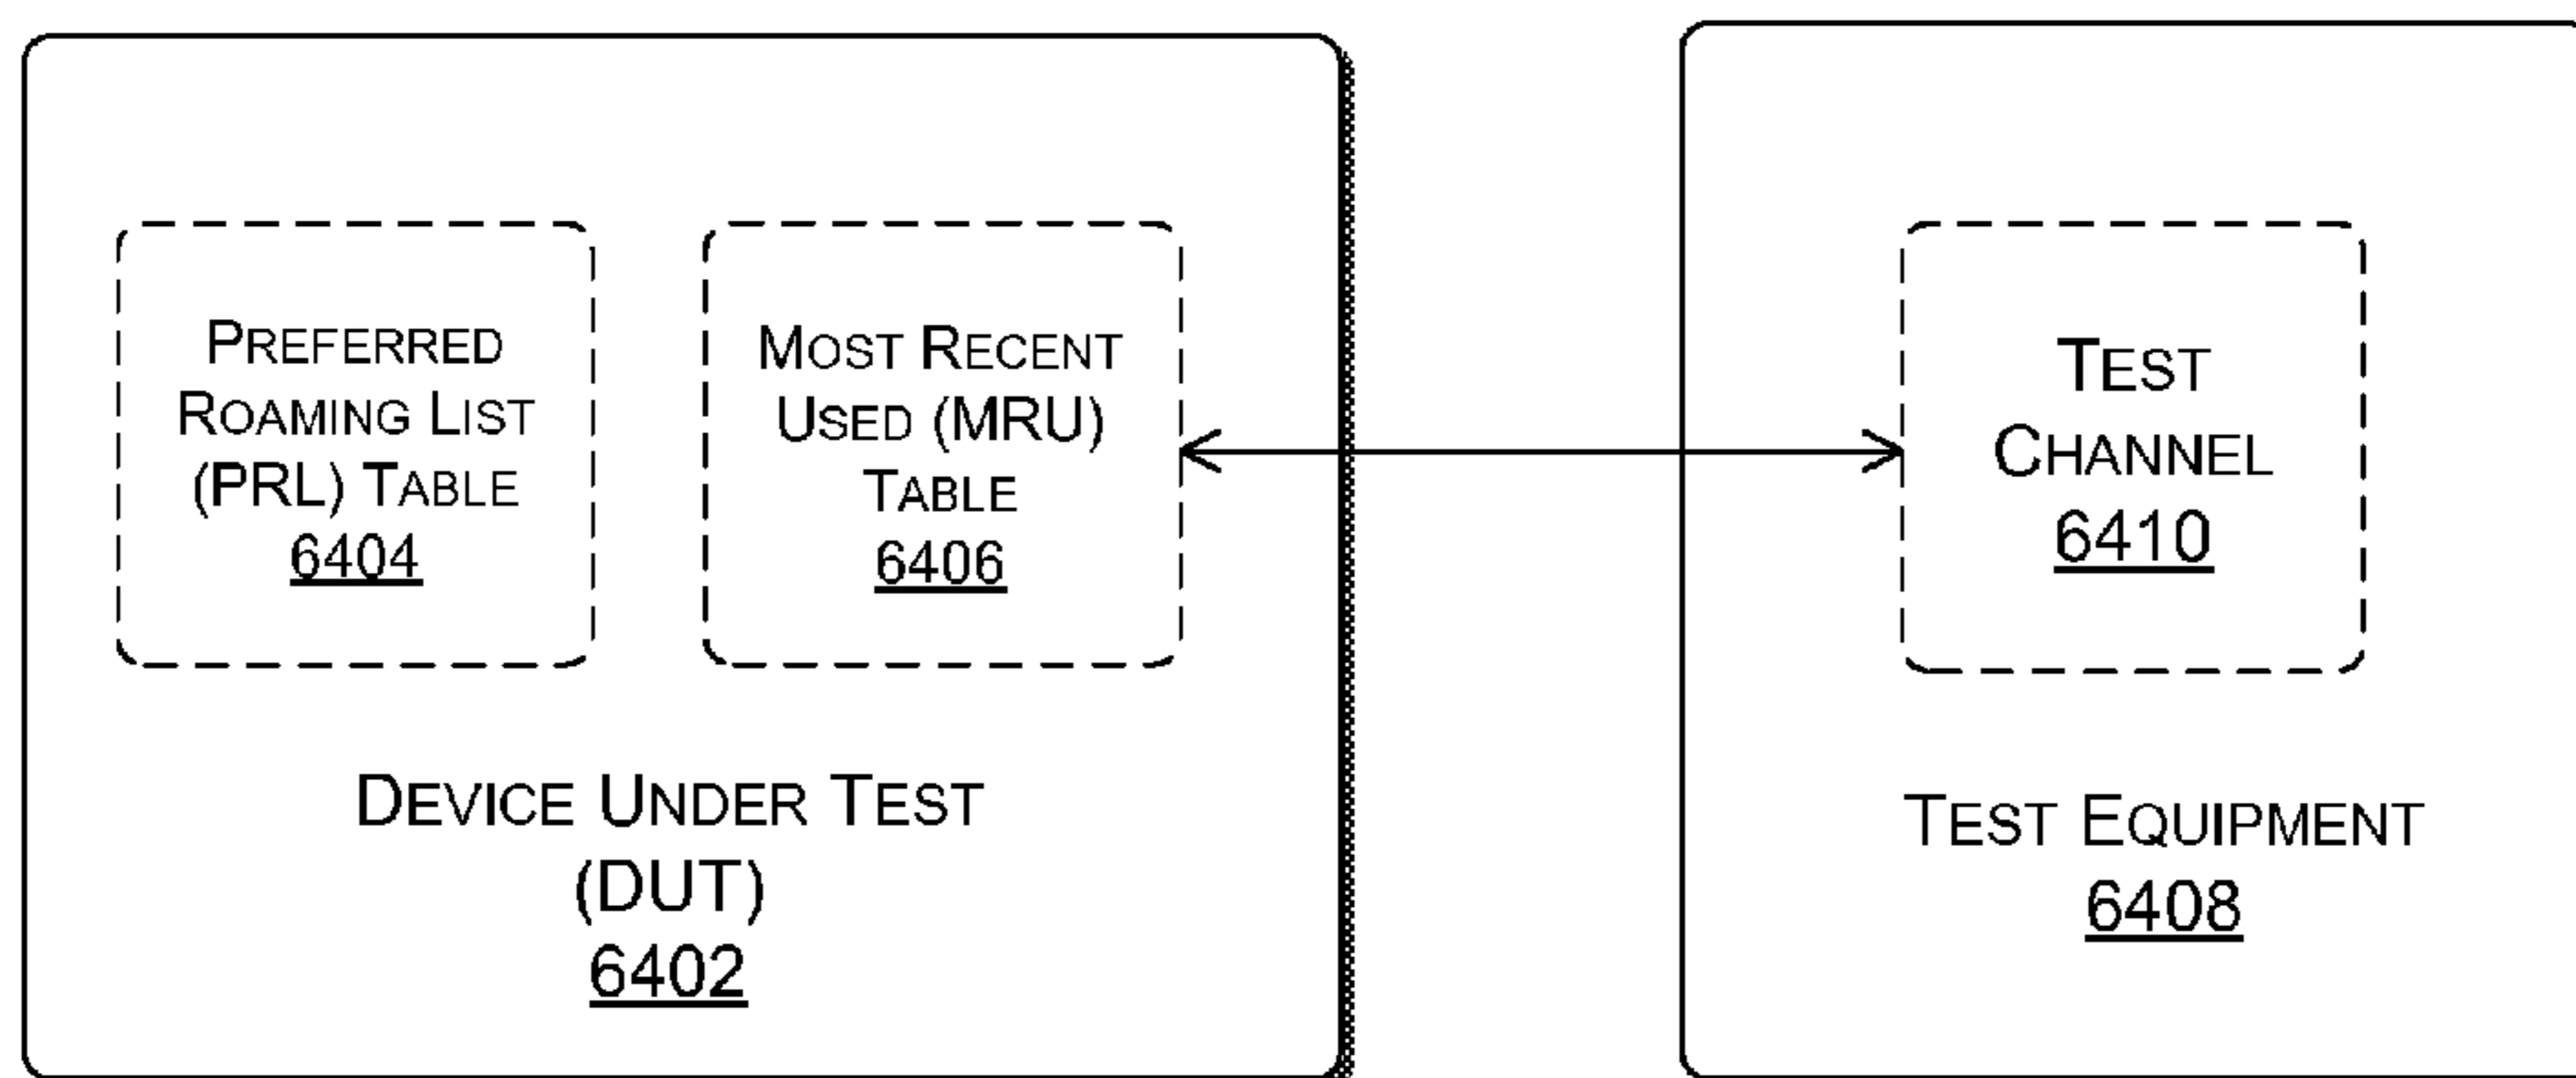 PREFERRED
ROAMING LIST
(PRL) TABLE
6404
MOST RECENT
USED (MRU)
TABLE
6406
DEVICE UNDER TEST
(DUT)
6402
TEST
CHANNEL
6410
TEST EQUIPMENT
6408